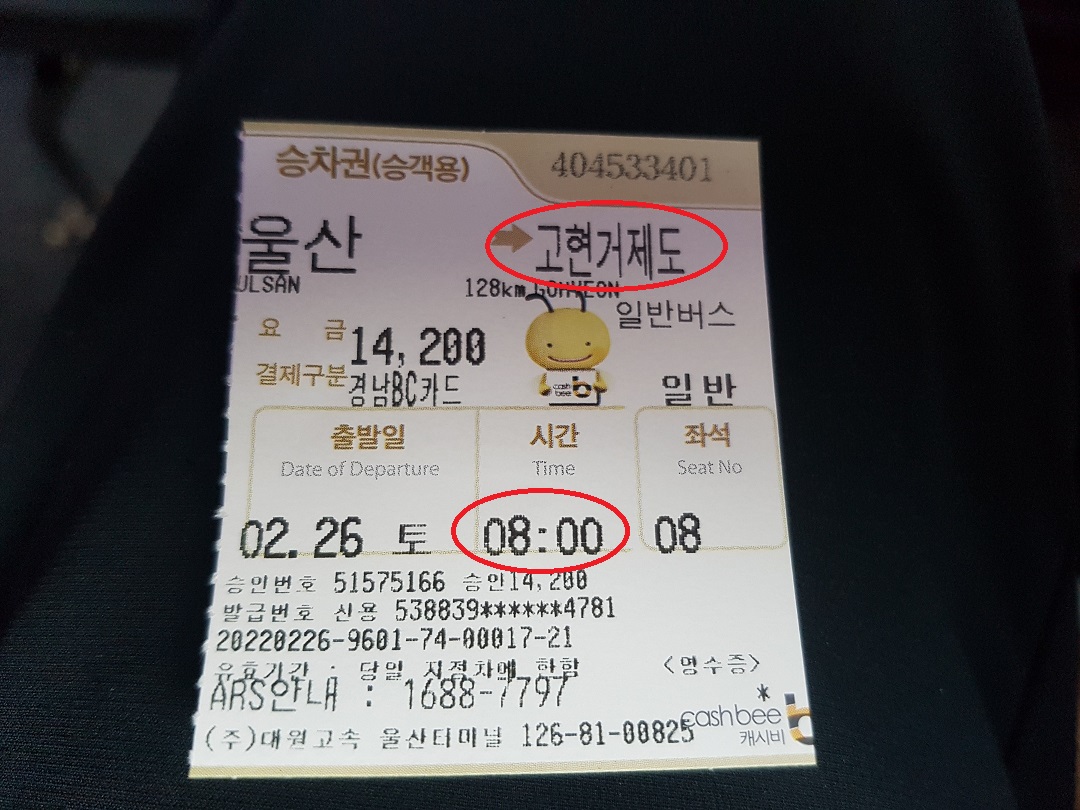 승차권(승객용) 404533401
울산 고현거제도
ULSAN 128km GOHYEON
일반버스
요 금 14,200
cash bee b
결제구분 경남BC카드 일반
출발일 시간 좌석
Date of Departure Time Seat No
02.26 토 08:00 08
승인번호 51575166 승인14,200
발급번호 신용 538839******4781
20220226-9601-74-00017-21
유효기간 : 당일 지정차에 한함 <영수증>
ARS안내 : 1688-7797 *
cashbee b
캐시비
(주)대원고속 울산터미널 126-81-00825